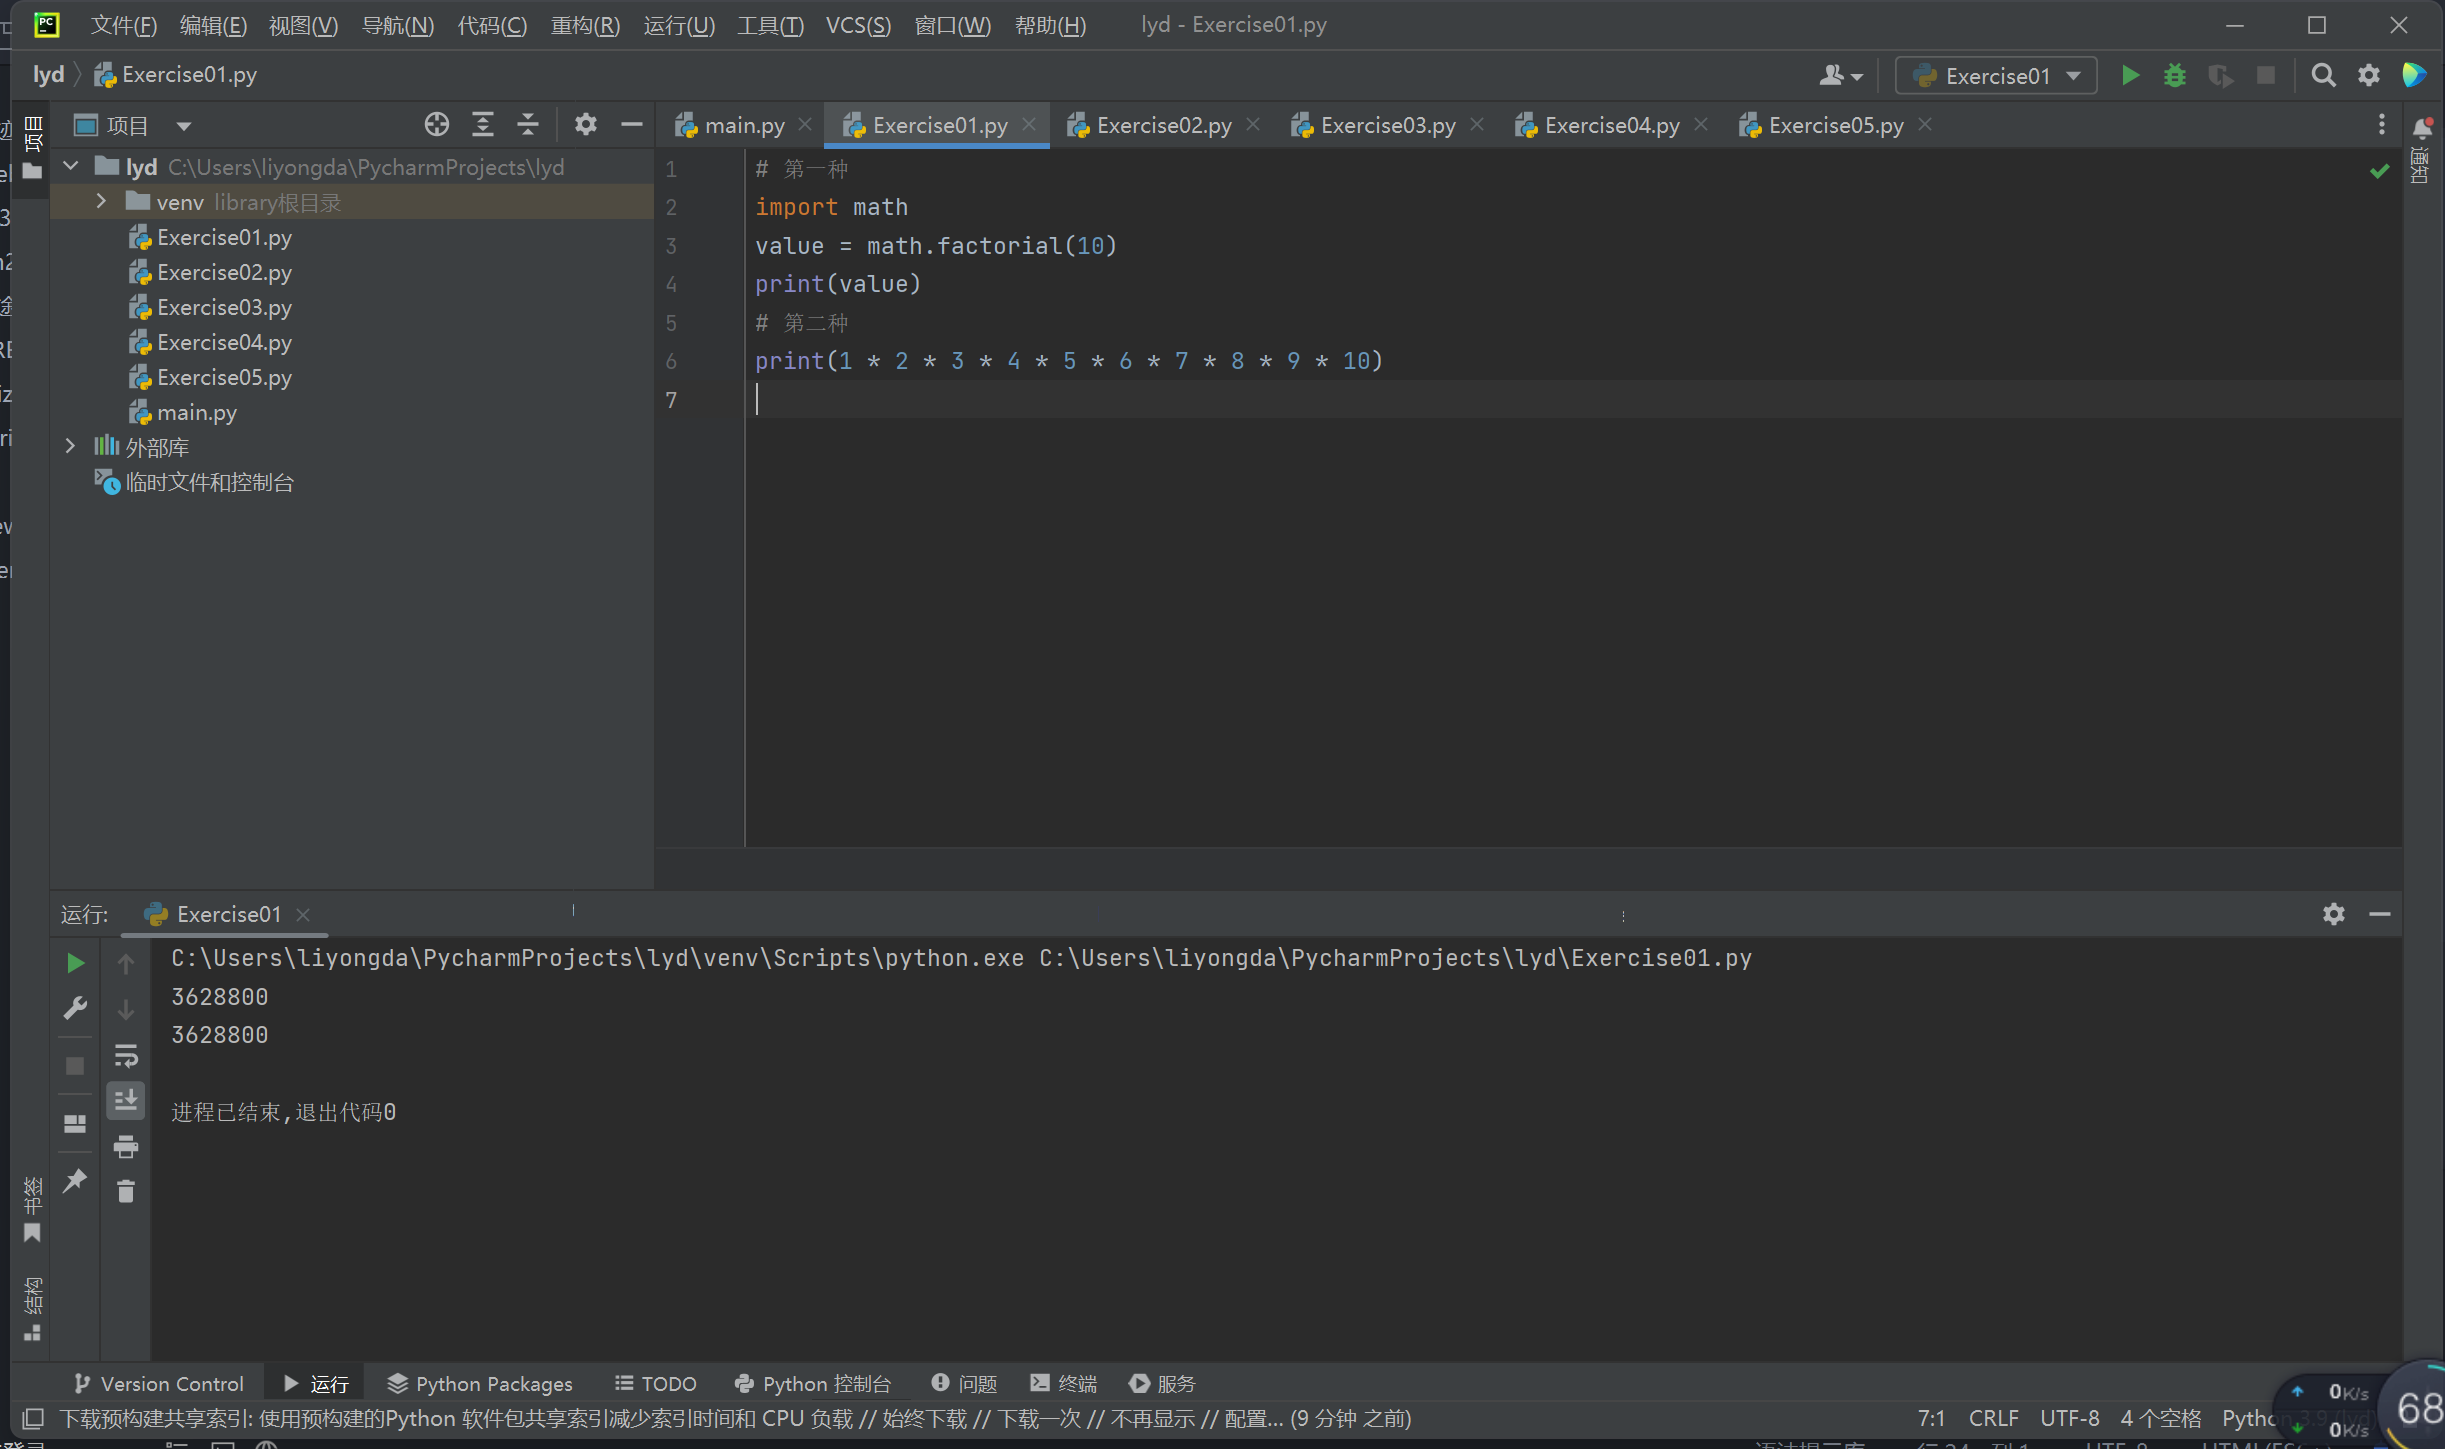 文件(F) 编辑(E) 视图(V) 导航(N) 代码(C) 重构(R) 运行(U) 工具(T) VCS(S) 窗口(W) 帮助(H) lyd - Exercise01.py
lyd Exercise01.py Exercise01
项目
项目
main.py Exercise01.py Exercise02.py Exercise03.py Exercise04.py Exercise05.py
通知
lyd C:\Users\liyongda\PycharmProjects\lyd
venv library根目录
Exercise01.py
Exercise02.py
Exercise03.py
Exercise04.py
Exercise05.py
main.py
外部库
临时文件和控制台
1 # 第一种
2 import math
3 value = math.factorial(10)
4 print(value)
5 # 第二种
6 print(1 * 2 * 3 * 4 * 5 * 6 * 7 * 8 * 9 * 10)
7
运行: Exercise01
C:\Users\liyongda\PycharmProjects\lyd\venv\Scripts\python.exe C:\Users\liyongda\PycharmProjects\lyd\Exercise01.py
3628800
3628800
进程已结束,退出代码0
书签
结构
Version Control 运行 Python Packages TODO Python 控制台 问题 终端 服务
下载预构建共享索引: 使用预构建的Python 软件包共享索引减少索引时间和 CPU 负载 // 始终下载 // 下载一次 // 不再显示 // 配置... (9 分钟 之前)
7:1 CRLF UTF-8 4 个空格 Python 3.9 (lyd)
0K/s
0K/s
68